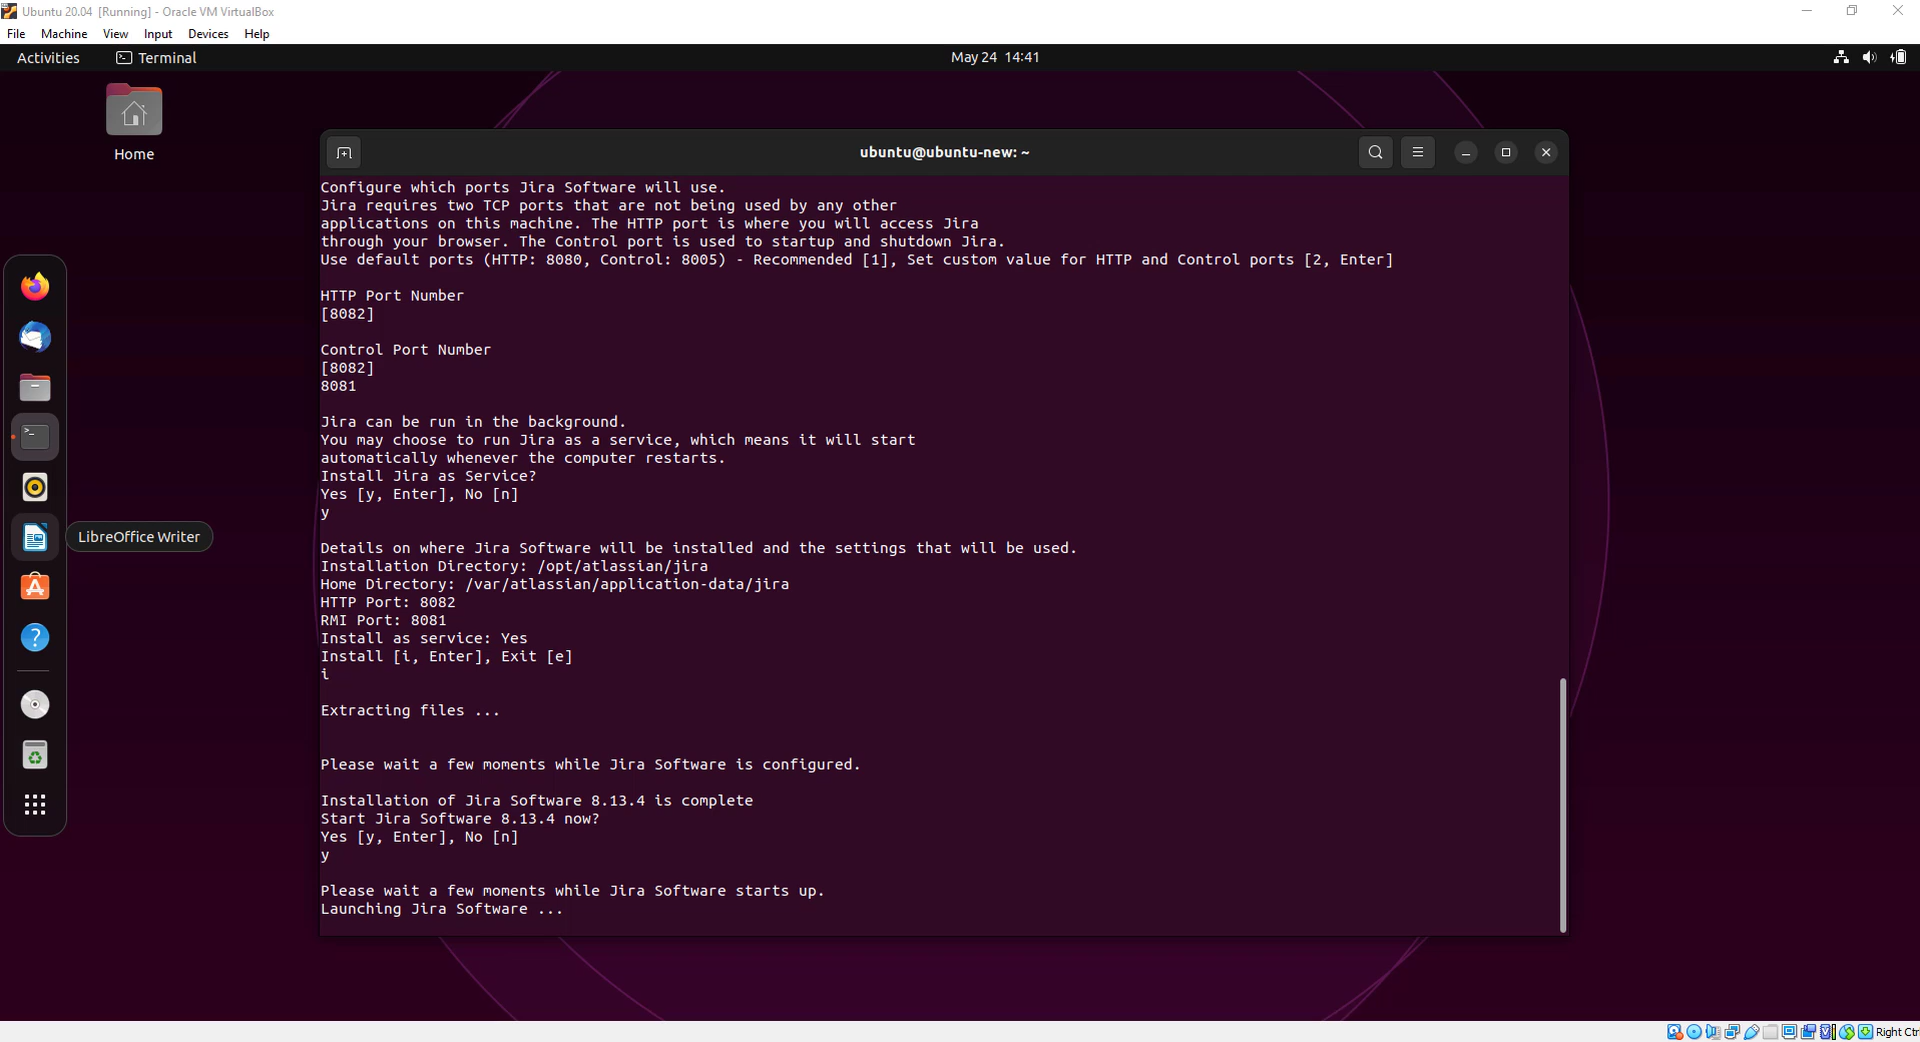 Ubuntu 20.04 [Running] - Oracle VM VirtualBox
File Machine View Input Devices Help
Activities Terminal May 24 14:41
Home
ubuntu@ubuntu-new: ~
Configure which ports Jira Software will use.
Jira requires two TCP ports that are not being used by any other
applications on this machine. The HTTP port is where you will access Jira
through your browser. The Control port is used to startup and shutdown Jira.
Use default ports (HTTP: 8080, Control: 8005) - Recommended [1], Set custom value for HTTP and Control ports [2, Enter]
HTTP Port Number
[8082]
Control Port Number
[8082]
8081
Jira can be run in the background.
You may choose to run Jira as a service, which means it will start
automatically whenever the computer restarts.
Install Jira as Service?
Yes [y, Enter], No [n]
y
LibreOffice Writer
Details on where Jira Software will be installed and the settings that will be used.
Installation Directory: /opt/atlassian/jira
Home Directory: /var/atlassian/application-data/jira
HTTP Port: 8082
RMI Port: 8081
Install as service: Yes
Install [i, Enter], Exit [e]
i
Extracting files ...
Please wait a few moments while Jira Software is configured.
Installation of Jira Software 8.13.4 is complete
Start Jira Software 8.13.4 now?
Yes [y, Enter], No [n]
y
Please wait a few moments while Jira Software starts up.
Launching Jira Software ...
Right Ctr